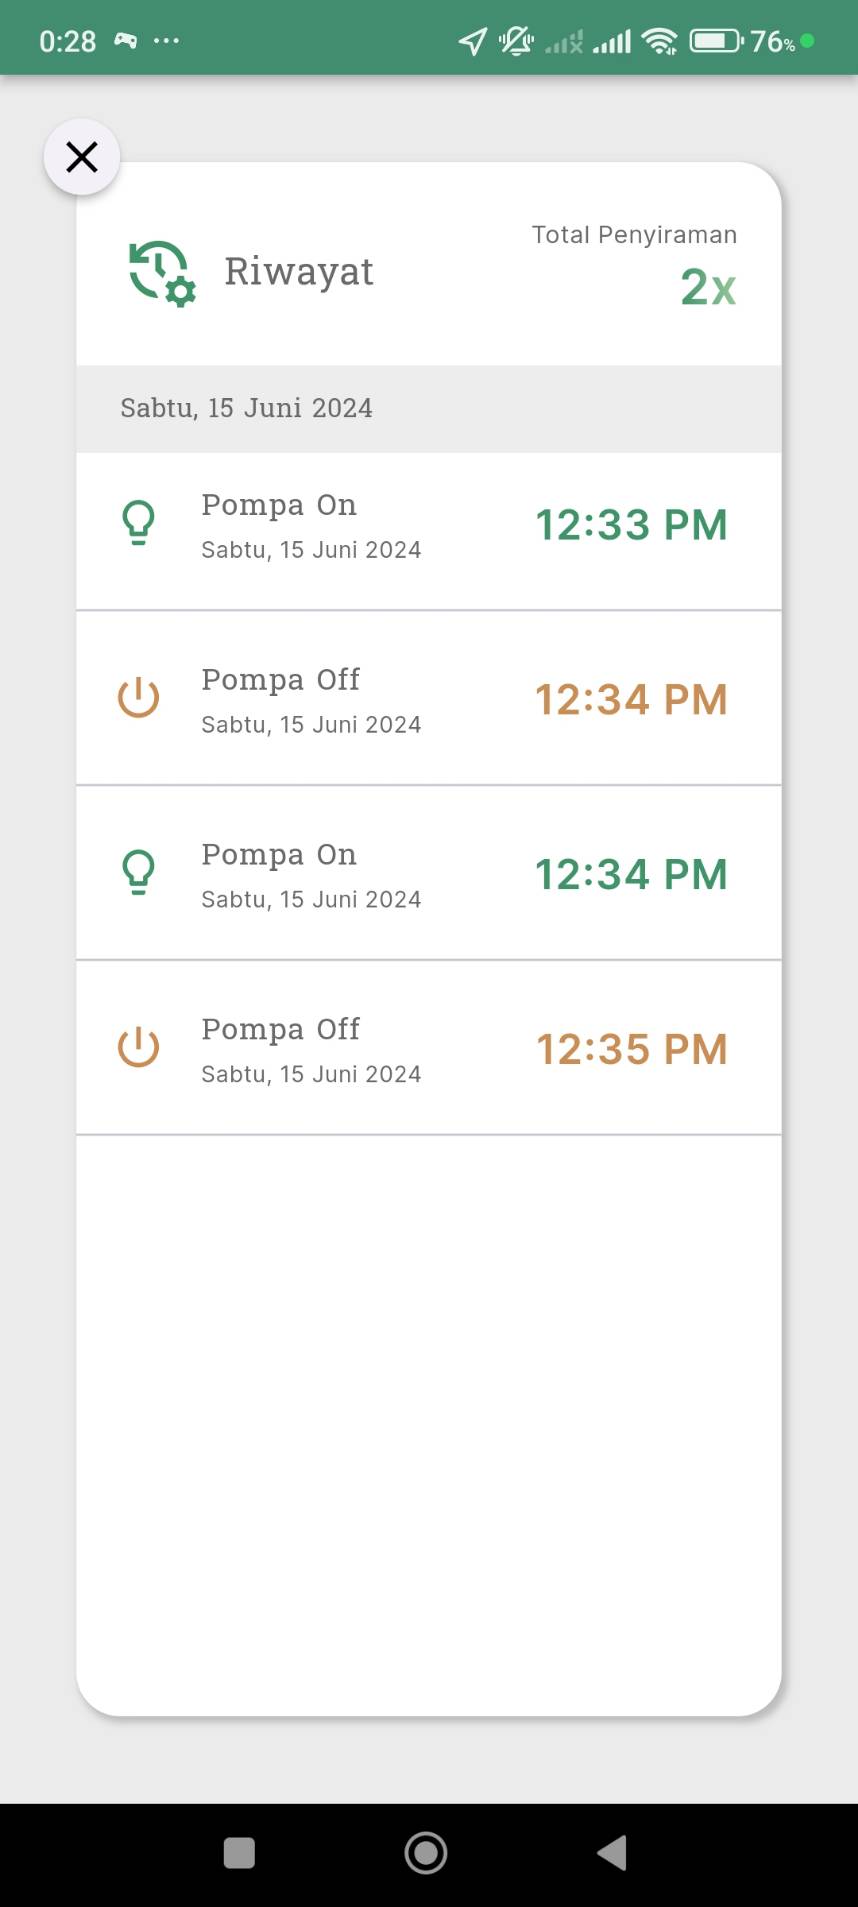 0:28
76%
Riwayat
Total Penyiraman
2x
Sabtu, 15 Juni 2024
Pompa On
Sabtu, 15 Juni 2024
12:33 PM
Pompa Off
Sabtu, 15 Juni 2024
12:34 PM
Pompa On
Sabtu, 15 Juni 2024
12:34 PM
Pompa Off
Sabtu, 15 Juni 2024
12:35 PM